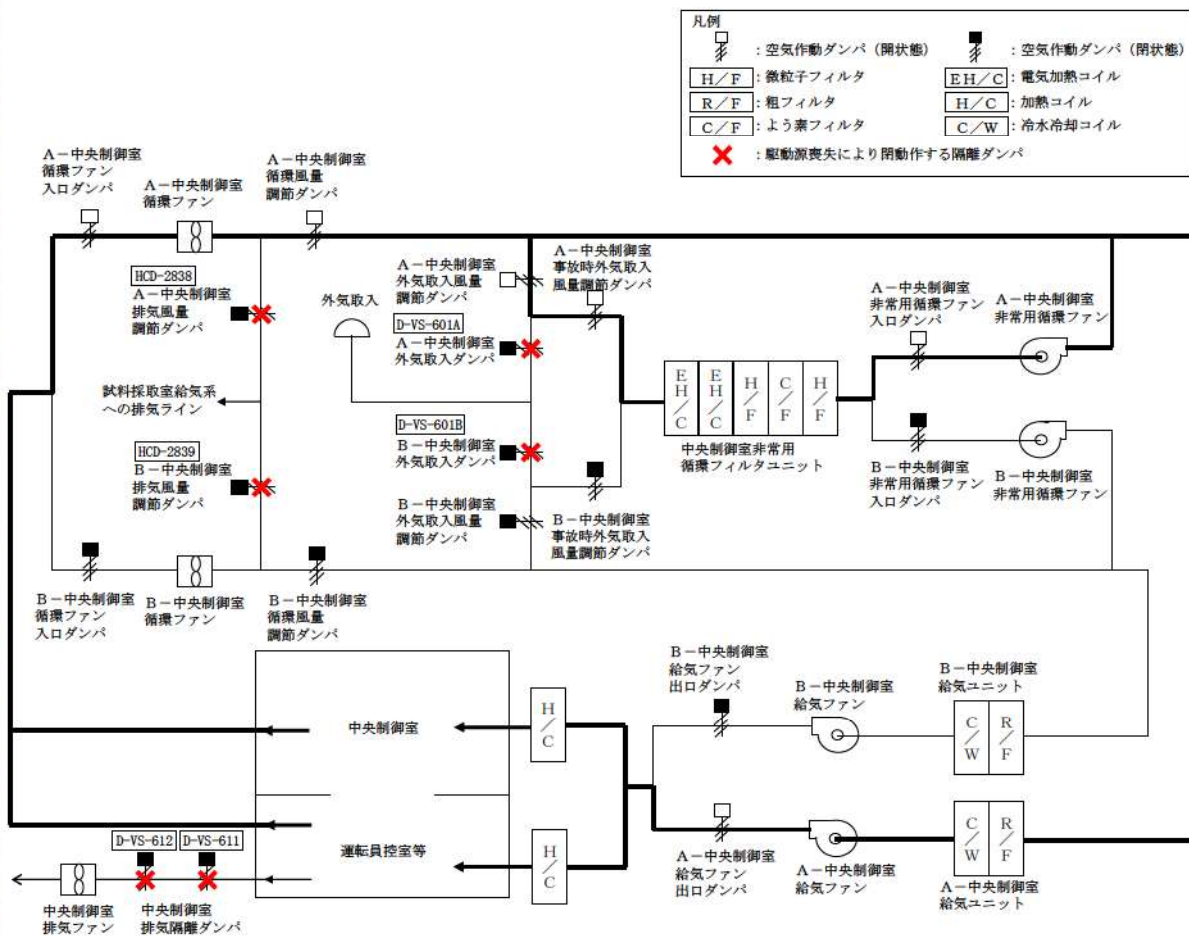 凡例
：空気作動ダンパ（開状態）
：空気作動ダンパ（閉状態）
H／F
：微粒子フィルタ
EH／C
：電気加熱コイル
R／F
：粗フィルタ
H／C
：加熱コイル
C／F
：よう素フィルタ
C／W
：冷水冷却コイル
：駆動源喪失により閉動作する隔離ダンパ
A－中央制御室
循環ファン
入口ダンパ
A－中央制御室
循環ファン
A－中央制御室
循環風量
調節ダンパ
HCD-2838
A－中央制御室
排気風量
調節ダンパ
外気取入
A－中央制御室
外気取入風量
調節ダンパ
A－中央制御室
事故時外気取入
風量調節ダンパ
D-VS-601A
A－中央制御室
外気取入ダンパ
A－中央制御室
非常用循環ファン
入口ダンパ
A－中央制御室
非常用循環ファン
試料採取室給気系
への排気ライン
EH／C
EH／C
H／F
C／F
H／F
中央制御室非常用
循環フィルタユニット
HCD-2839
B－中央制御室
排気風量
調節ダンパ
D-VS-601B
B－中央制御室
外気取入ダンパ
B－中央制御室
外気取入風量
調節ダンパ
B－中央制御室
事故時外気取入
風量調節ダンパ
B－中央制御室
非常用循環ファン
入口ダンパ
B－中央制御室
非常用循環ファン
B－中央制御室
循環ファン
入口ダンパ
B－中央制御室
循環ファン
B－中央制御室
循環風量
調節ダンパ
中央制御室
H／C
B－中央制御室
給気ファン
出口ダンパ
B－中央制御室
給気ファン
B－中央制御室
給気ユニット
C／W
R／F
運転員控室等
H／C
A－中央制御室
給気ファン
出口ダンパ
A－中央制御室
給気ファン
C／W
R／F
A－中央制御室
給気ユニット
D-VS-612
D-VS-611
中央制御室
排気ファン
中央制御室
排気隔離ダンパ